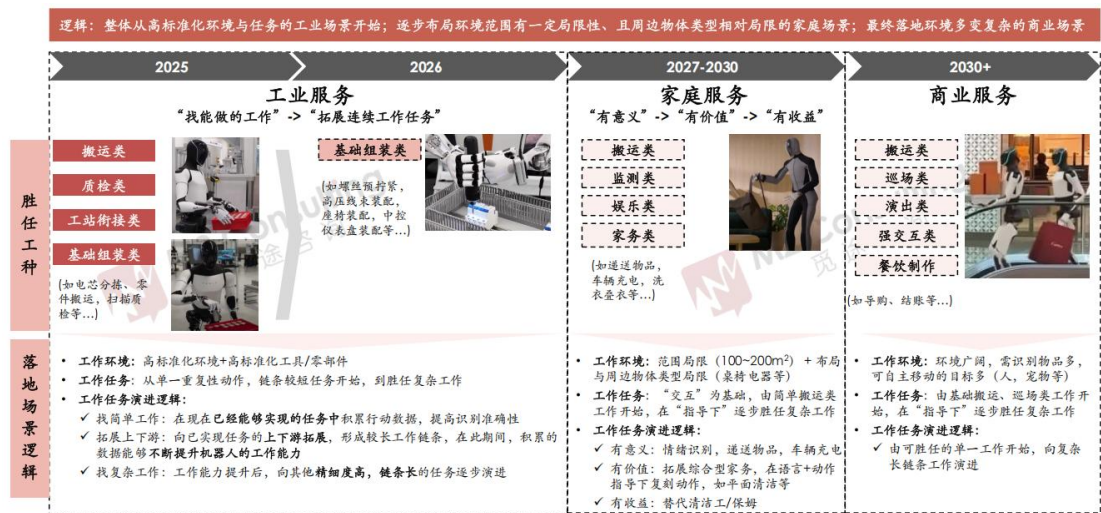 逻辑：整体从高标准化环境与任务的工业场景开始；逐步布局环境范围有一定局限性、且周边物体类型相对局限的家庭场景；最终落地环境多变复杂的商业场景
2025
2026
2027-2030
2030+
工业服务
“找能做的工作”->“拓展连续工作任务”
家庭服务
“有意义”->“有价值”->“有收益”
商业服务
胜任工种
搬运类
质检类
工站衔接类
基础组装类
(如电芯分拣、零
件搬运，扫描质
检等…)
基础组装类
(如螺丝预拧紧，
高压线束装配，
座椅装配，中控
仪表盘装配等…)
搬运类
监测类
娱乐类
家务类
(如递送物品，
车辆充电，洗
衣叠衣等…)
搬运类
巡场类
演出类
强交互类
餐饮制作
(如导购、结账等…)
落地场景逻辑
• 工作环境：高标准化环境+高标准化工具/零部件
• 工作任务：从单一重复性动作，链条较短任务开始，到胜任复杂工作
• 工作任务演进逻辑：
✓ 找简单工作：在现在已经能够实现的任务中积累行动数据，提高识别准确性
✓ 拓展上下游：向已实现任务的上下游拓展，形成较长工作链条，在此期间，积累的
数据能够不断提升机器人的工作能力
✓ 找复杂工作：工作能力提升后，向其他精细度高，链条长的任务逐步演进
• 工作环境：范围局限（100~200m²）+ 布局
与周边物体类型局限（桌椅电器等）
• 工作任务：“交互”为基础，由简单搬运类
工作开始，在“指导下”逐步胜任复杂工作
• 工作任务演进逻辑：
✓ 有意义：情绪识别，递送物品，车辆充电
✓ 有价值：拓展综合型家务，在语言+动作
指导下复刻动作，如平面清洁等
✓ 有收益：替代清洁工/保姆
• 工作环境：环境广阔，需识别物品多，
可自主移动的目标多（人，宠物等）
• 工作任务：由基础搬运、巡场类工作开
始，在“指导下”逐步胜任复杂工作
• 工作任务演进逻辑：
✓ 由可胜任的单一工作开始，向复杂
长链条工作演进